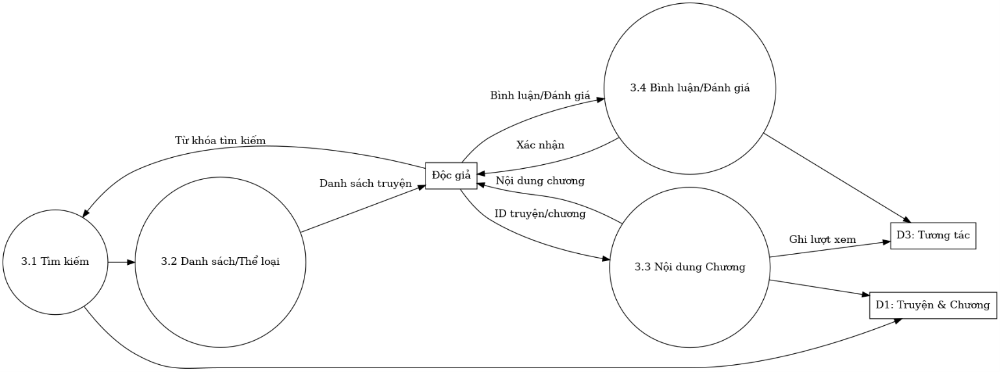 3.4 Bình luận/Đánh giá
Bình luận/Đánh giá
Từ khóa tìm kiếm
Xác nhận
Độc giả
Nội dung chương
Danh sách truyện
ID truyện/chương
D3: Tương tác
Ghi lượt xem
3.1 Tìm kiếm
3.2 Danh sách/Thể loại
3.3 Nội dung Chương
D1: Truyện & Chương